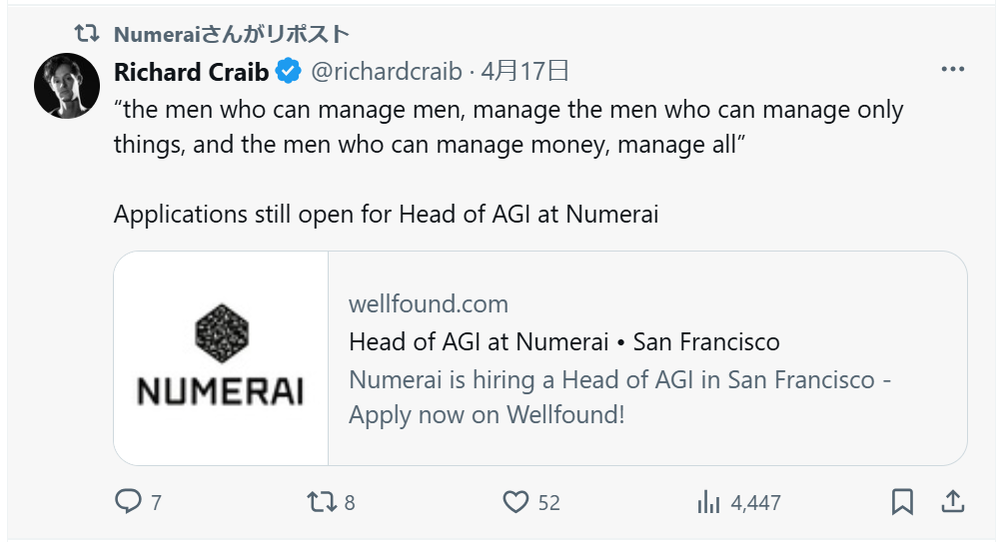 Numeraiさんがリポスト
Richard Craib @richardcraib · 4月17日
“the men who can manage men, manage the men who can manage only
things, and the men who can manage money, manage all”
Applications still open for Head of AGI at Numerai
NUMERAI
wellfound.com
Head of AGI at Numerai • San Francisco
Numerai is hiring a Head of AGI in San Francisco -
Apply now on Wellfound!
7 8 52 4,447